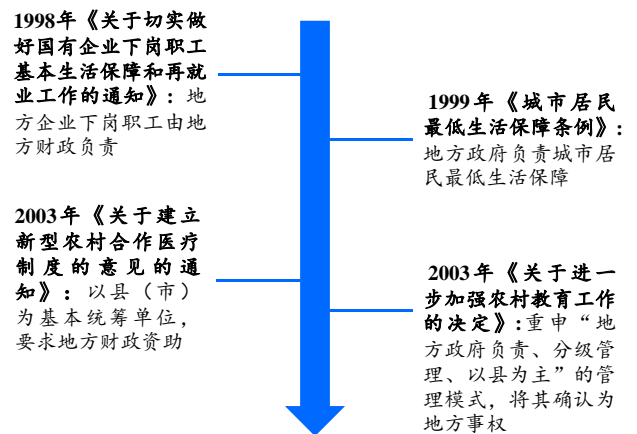 1998年《关于切实做
好国有企业下岗职工
基本生活保障和再就
业工作的通知》：地
方企业下岗职工由地
方财政负责
1999年《城市居民
最低生活保障条例》:
地方政府负责城市居
民最低生活保障
2003年《关于建立
新型农村合作医疗
制度的意见的通
知》：以县（市）
为基本统筹单位，
要求地方财政资助
2003年《关于进一
步加强农村教育工作
的决定》:重申“地
方政府负责、分级管
理、以县为主”的管
理模式，将其确认为
地方事权